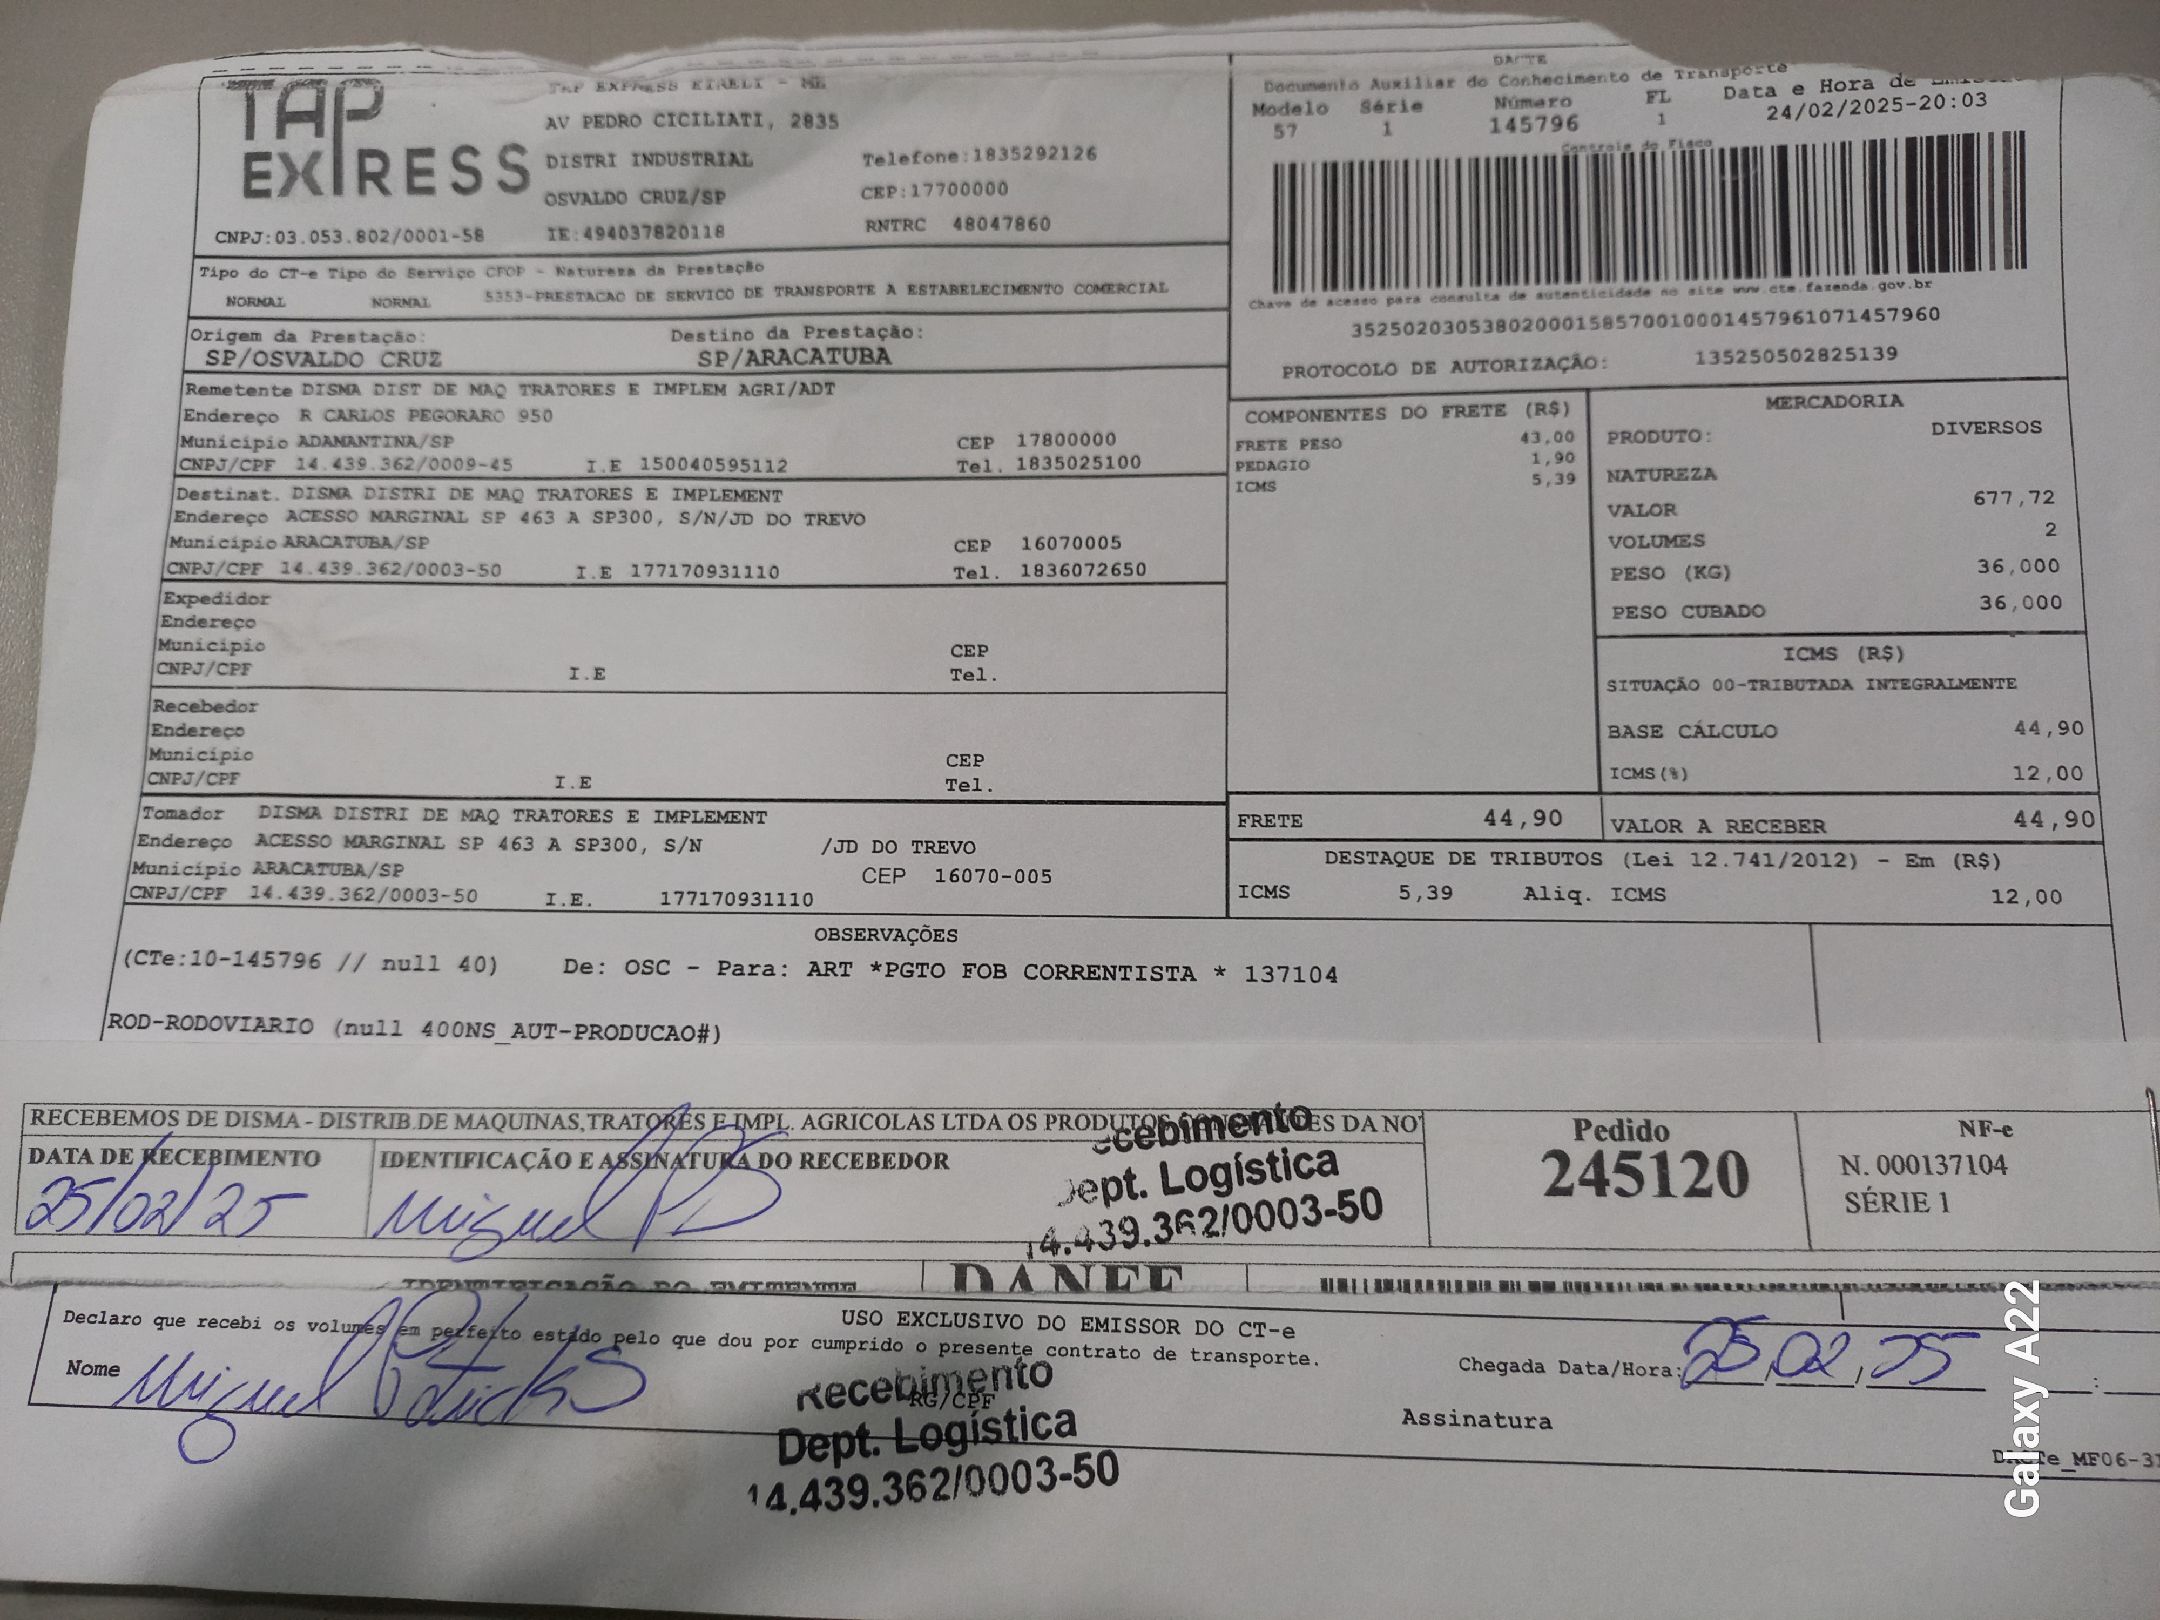 TAP EXPRESS
TAP EXPRESS EIRELI - ME
AV PEDRO CICILIATI, 2835
DISTRI INDUSTRIAL Telefone:1835292126
OSVALDO CRUZ/SP CEP:17700000
CNPJ:03.053.802/0001-58 IE:494037820118 RNTRC 48047860
DACTE
Documento Auxiliar do Conhecimento de Transporte
Modelo Série Número FL Data e Hora de
57 1 145796 1 24/02/2025-20:03
Controle do Fisco
Chave de acesso para consulta de autenticidade no site www.cte.fazenda.gov.br
35250203053802000158570010001457961071457960
PROTOCOLO DE AUTORIZAÇÃO: 135250502825139
Tipo do CT-e Tipo do Serviço CFOP - Natureza da Prestação
NORMAL NORMAL 5353-PRESTACAO DE SERVICO DE TRANSPORTE A ESTABELECIMENTO COMERCIAL
Origem da Prestação: Destino da Prestação:
SP/OSVALDO CRUZ SP/ARACATUBA
Remetente DISMA DIST DE MAQ TRATORES E IMPLEM AGRI/ADT
Endereço R CARLOS PEGORARO 950
Município ADAMANTINA/SP CEP 17800000
CNPJ/CPF 14.439.362/0009-45 I.E 150040595112 Tel. 1835025100
Destinat. DISMA DISTRI DE MAQ TRATORES E IMPLEMENT
Endereço ACESSO MARGINAL SP 463 A SP300, S/N/JD DO TREVO
Município ARACATUBA/SP CEP 16070005
CNPJ/CPF 14.439.362/0003-50 I.E 177170931110 Tel. 1836072650
Expedidor
Endereço
Município CEP
CNPJ/CPF I.E Tel.
Recebedor
Endereço
Município CEP
CNPJ/CPF I.E Tel.
Tomador DISMA DISTRI DE MAQ TRATORES E IMPLEMENT
Endereço ACESSO MARGINAL SP 463 A SP300, S/N /JD DO TREVO
Município ARACATUBA/SP CEP 16070-005
CNPJ/CPF 14.439.362/0003-50 I.E. 177170931110
COMPONENTES DO FRETE (R$)
FRETE PESO 43,00
PEDAGIO 1,90
ICMS 5,39
MERCADORIA
PRODUTO: DIVERSOS
NATUREZA
VALOR 677,72
VOLUMES 2
PESO (KG) 36,000
PESO CUBADO 36,000
ICMS (R$)
SITUAÇÃO 00-TRIBUTADA INTEGRALMENTE
BASE CÁLCULO 44,90
ICMS(%) 12,00
FRETE 44,90 VALOR A RECEBER 44,90
DESTAQUE DE TRIBUTOS (Lei 12.741/2012) - Em (R$)
ICMS 5,39 Aliq. ICMS 12,00
OBSERVAÇÕES
(CTe:10-145796 // null 40) De: OSC - Para: ART *PGTO FOB CORRENTISTA * 137104
ROD-RODOVIARIO (null 400NS_AUT-PRODUCAO#)
RECEBEMOS DE DISMA - DISTRIB.DE MAQUINAS,TRATORES E IMPL. AGRICOLAS LTDA OS PRODUTOS CONSTANTES DA NO
DATA DE RECEBIMENTO IDENTIFICAÇÃO E ASSINATURA DO RECEBEDOR
25/02/25 Miguel PS
ecebimento
Dept. Logística
14.439.362/0003-50
Pedido
245120
NF-e
N. 000137104
SÉRIE 1
IDENTIFICAÇÃO DO EMITENTE DANFE
USO EXCLUSIVO DO EMISSOR DO CT-e
Declaro que recebi os volumes em perfeito estado pelo que dou por cumprido o presente contrato de transporte.
Nome Miguel RG/CPF
Chegada Data/Hora: 25,02,25 :
Assinatura
Recebimento
Dept. Logística
14.439.362/0003-50
Galaxy A22